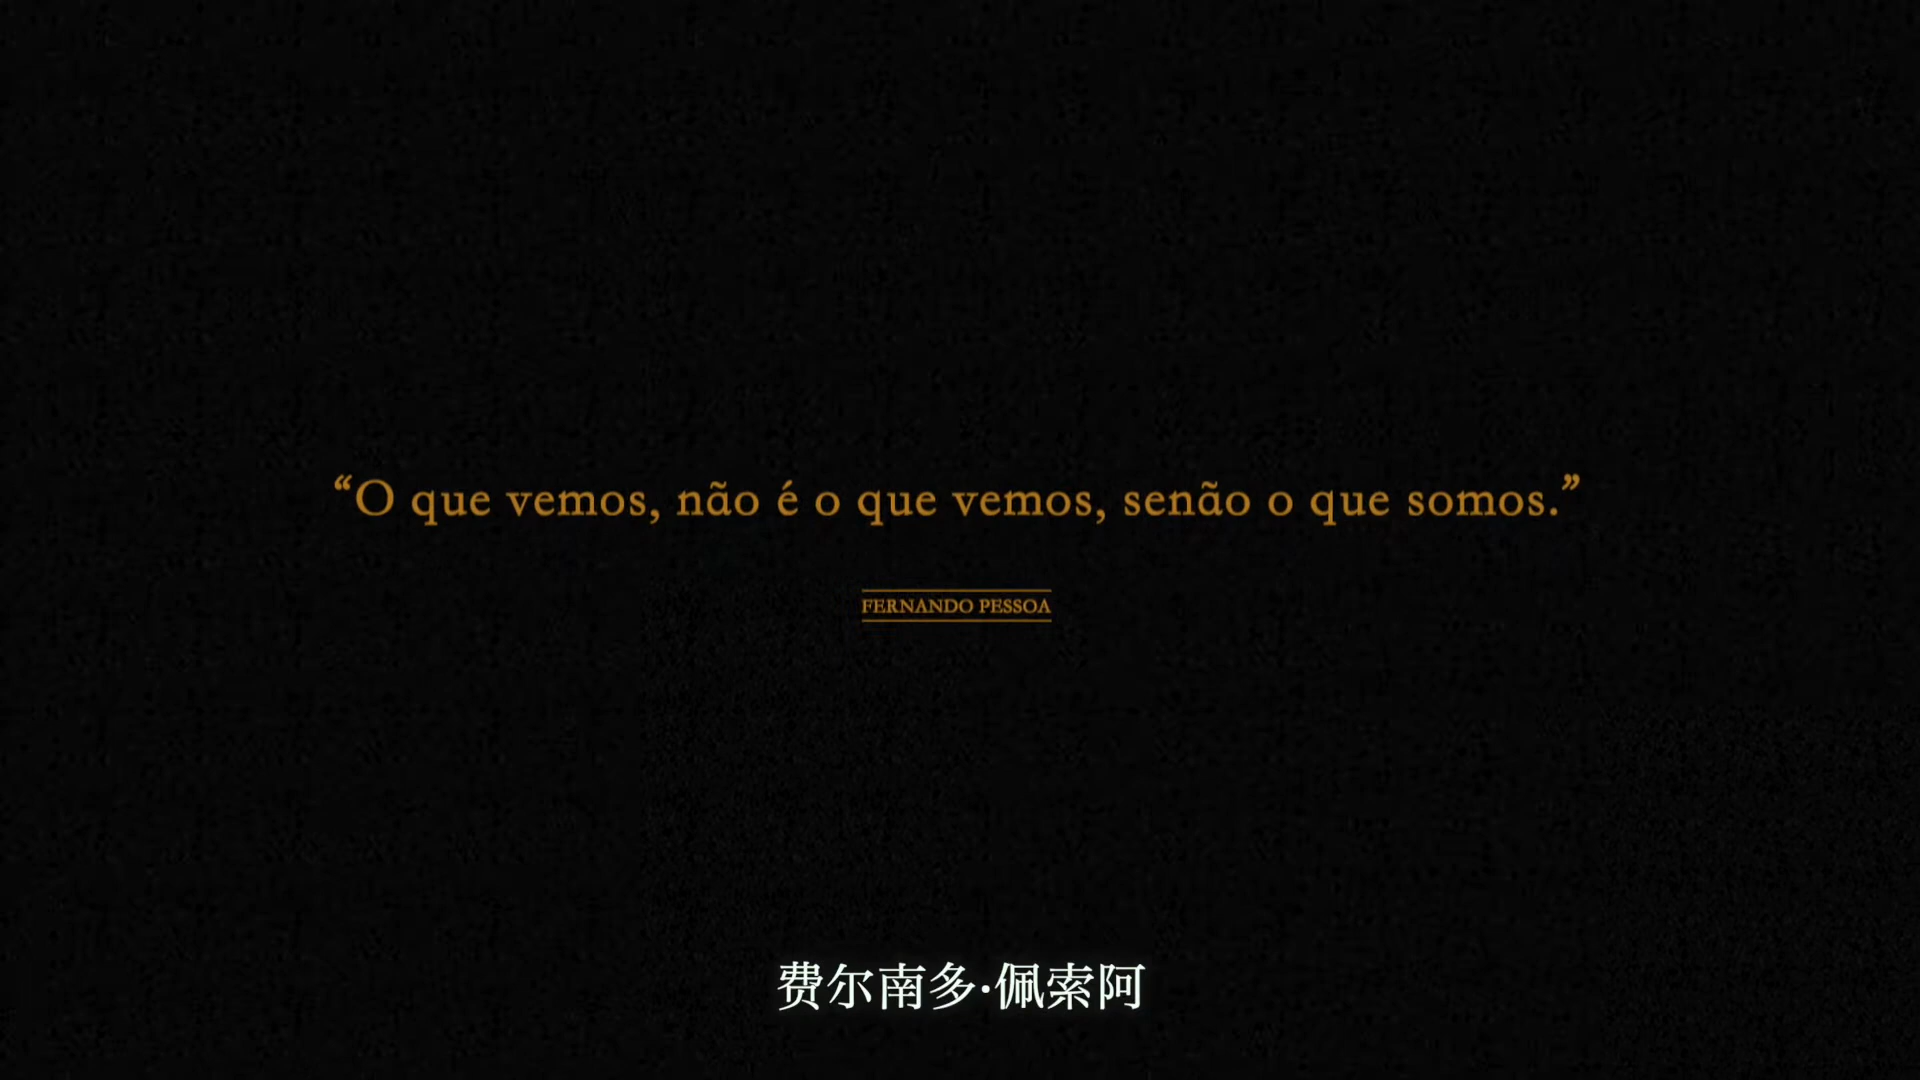 “O que vemos, não é o que vemos, senão o que somos.”
FERNANDO PESSOA
费尔南多·佩索阿